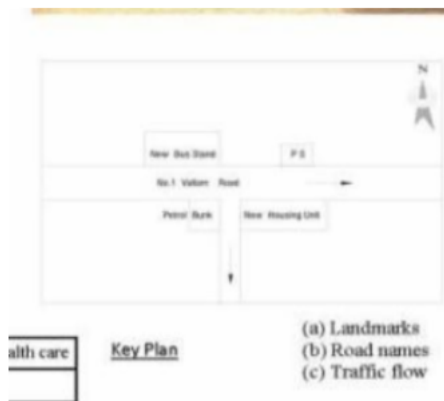 N
New Bus Stand
P S
No.1 Vallam Road
Petrol Bunk
New Housing Unit
alth care
Key Plan
(a) Landmarks
(b) Road names
(c) Traffic flow